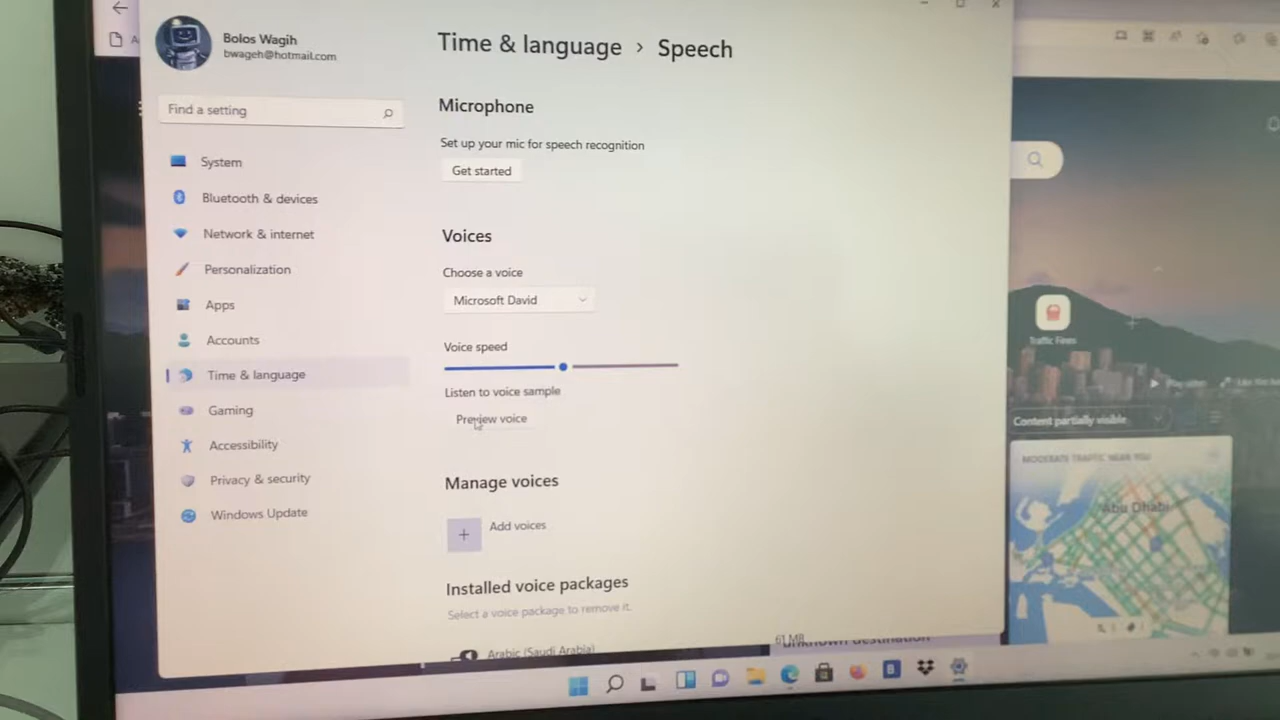 Bolos Wagih
bwageh@hotmail.com
Find a setting
System
Bluetooth & devices
Network & internet
Personalization
Apps
Accounts
Time & language
Gaming
Accessibility
Privacy & security
Windows Update
Time & language › Speech
Microphone
Set up your mic for speech recognition
Get started
Voices
Choose a voice
Microsoft David
Voice speed
Listen to voice sample
Preview voice
Manage voices
+ Add voices
Installed voice packages
Select a voice package to remove it.
Arabic (Saudi Arabia)
61 MB
Unknown destination
Traffic Fines
Content partially visible
MODERATE TRAFFIC NEAR YOU
Abu Dhabi
B